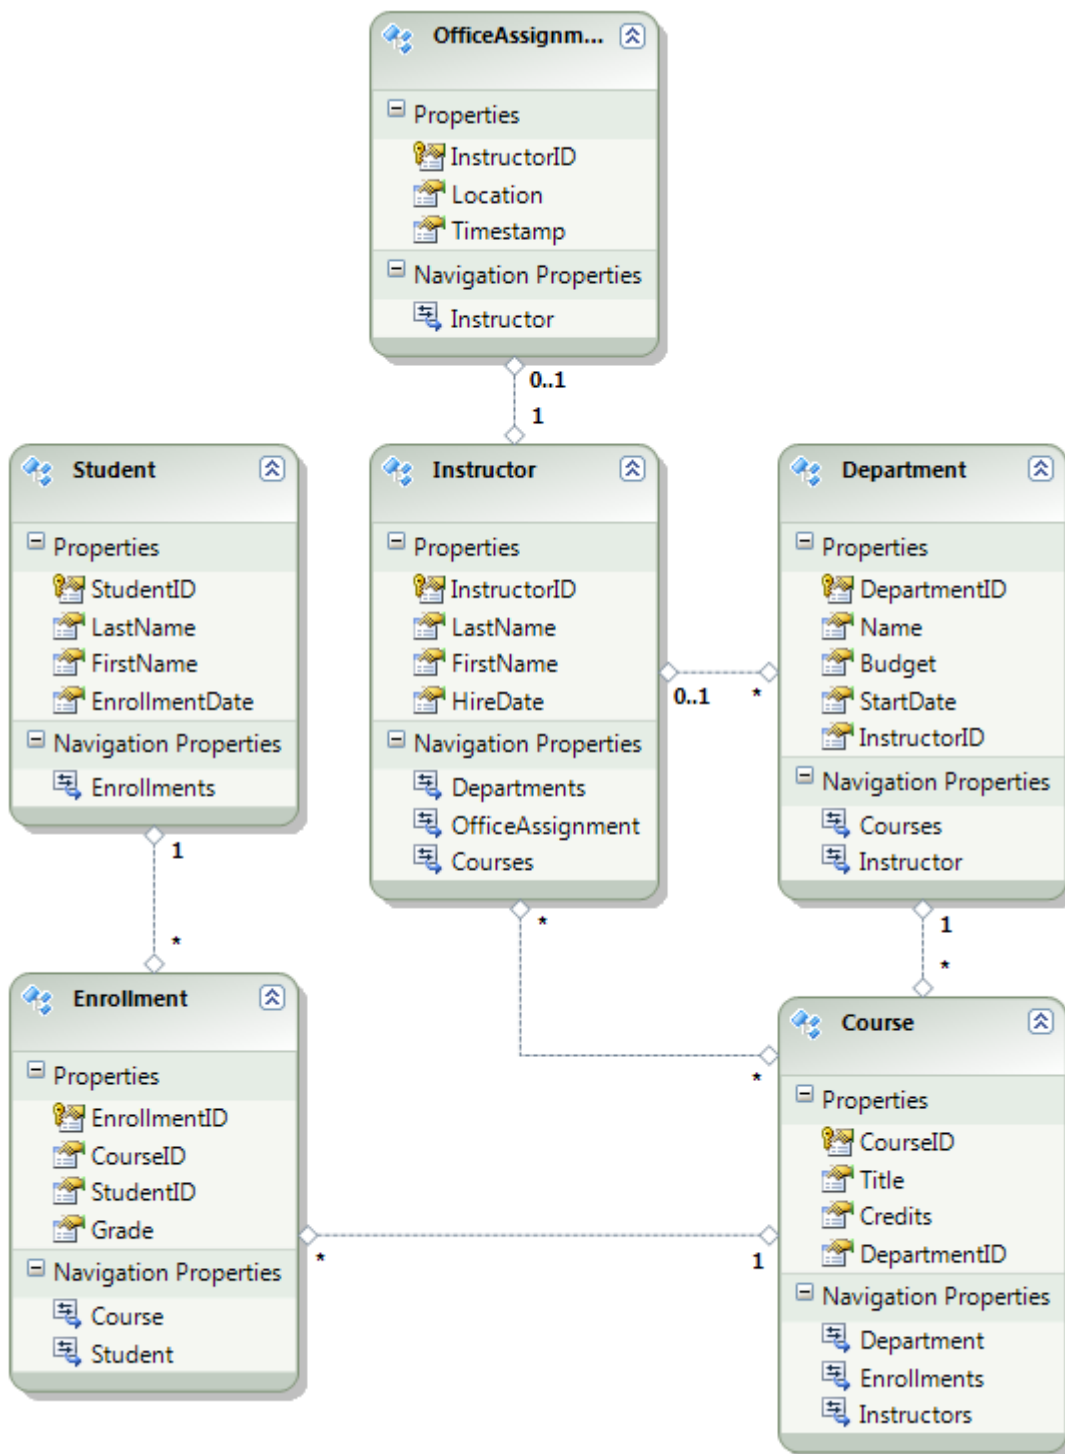 OfficeAssignm...
Properties
InstructorID
Location
Timestamp
Navigation Properties
Instructor
0..1
1
Student
Properties
StudentID
LastName
FirstName
EnrollmentDate
Navigation Properties
Enrollments
Instructor
Properties
InstructorID
LastName
FirstName
HireDate
Navigation Properties
Departments
OfficeAssignment
Courses
0..1
*
Department
Properties
DepartmentID
Name
Budget
StartDate
InstructorID
Navigation Properties
Courses
Instructor
1
*
*
*
1
*
Enrollment
Properties
EnrollmentID
CourseID
StudentID
Grade
Navigation Properties
Course
Student
*
1
Course
Properties
CourseID
Title
Credits
DepartmentID
Navigation Properties
Department
Enrollments
Instructors